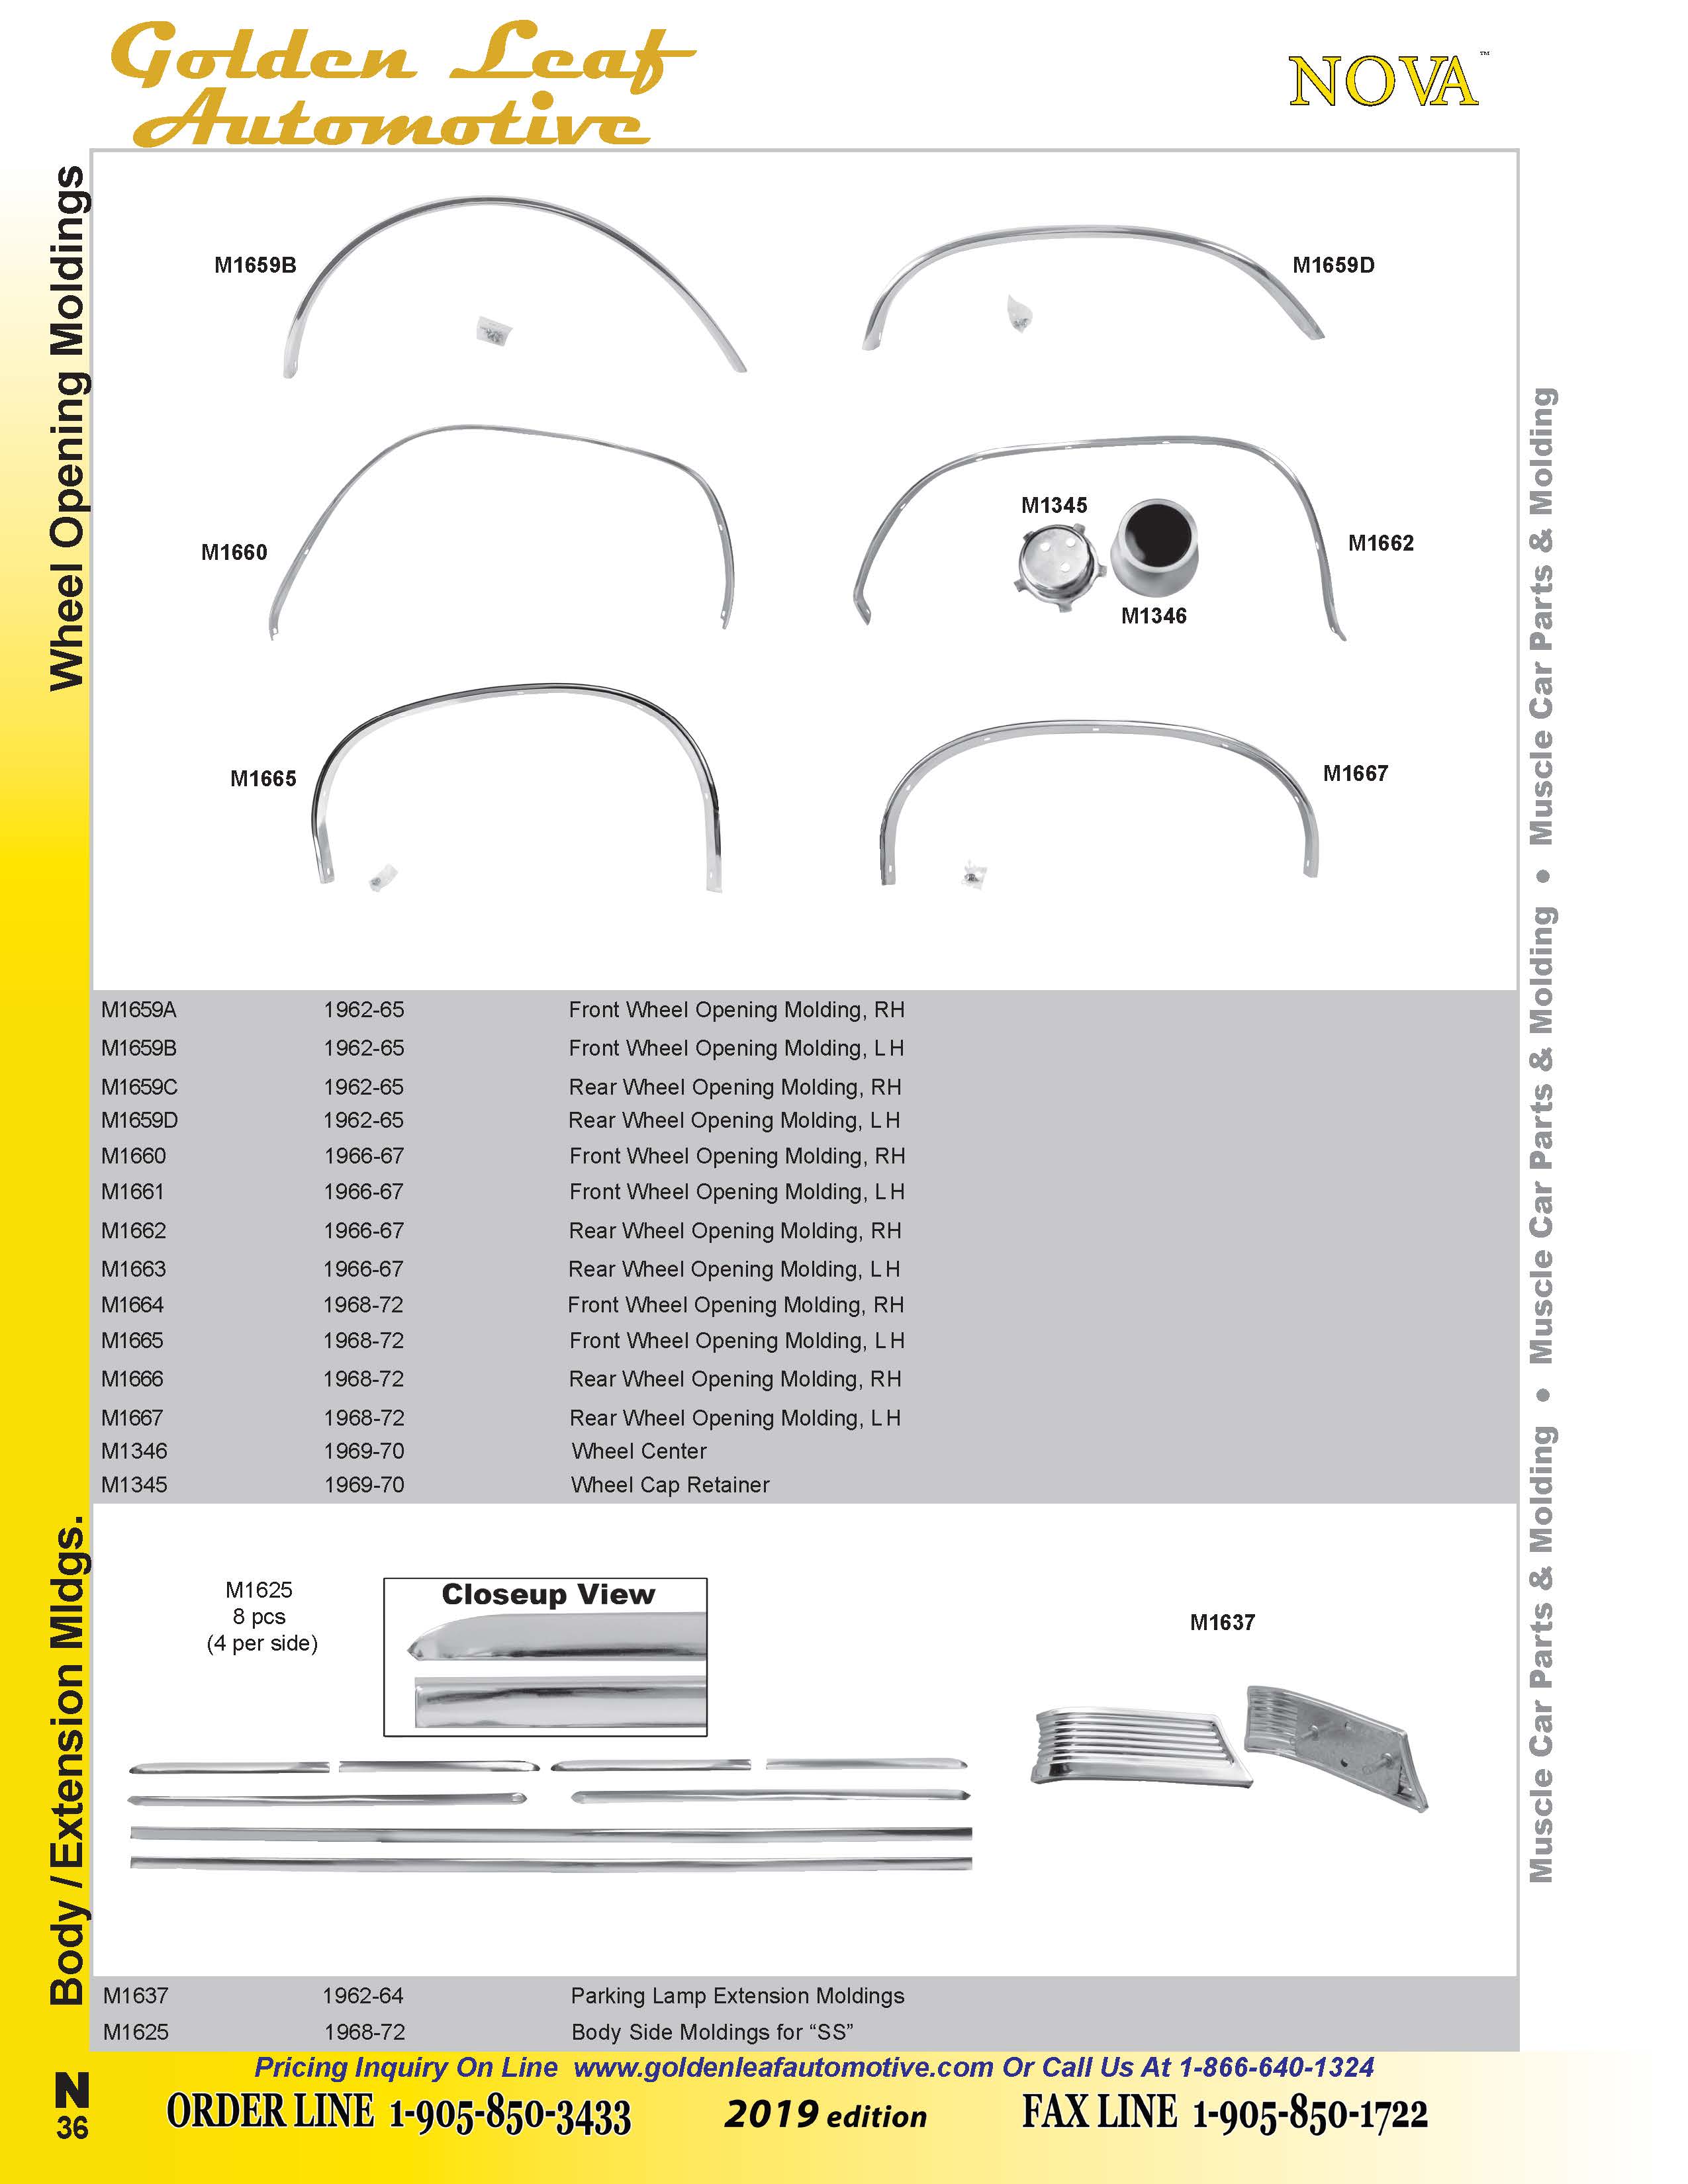 Golden Leaf
Automotive
NOVA™
Wheel Opening Moldings
M1659B
M1659D
M1660
M1345
M1346
M1662
M1665
M1667
M1659A 1962-65 Front Wheel Opening Molding, RH
M1659B 1962-65 Front Wheel Opening Molding, LH
M1659C 1962-65 Rear Wheel Opening Molding, RH
M1659D 1962-65 Rear Wheel Opening Molding, LH
M1660 1966-67 Front Wheel Opening Molding, RH
M1661 1966-67 Front Wheel Opening Molding, LH
M1662 1966-67 Rear Wheel Opening Molding, RH
M1663 1966-67 Rear Wheel Opening Molding, LH
M1664 1968-72 Front Wheel Opening Molding, RH
M1665 1968-72 Front Wheel Opening Molding, LH
M1666 1968-72 Rear Wheel Opening Molding, RH
M1667 1968-72 Rear Wheel Opening Molding, LH
M1346 1969-70 Wheel Center
M1345 1969-70 Wheel Cap Retainer
Body / Extension Mldgs.
M1625
8 pcs
(4 per side)
Closeup View
M1637
M1637 1962-64 Parking Lamp Extension Moldings
M1625 1968-72 Body Side Moldings for “SS”
Muscle Car Parts & Molding • Muscle Car Parts & Molding • Muscle Car Parts & Molding
Pricing Inquiry On Line www.goldenleafautomotive.com Or Call Us At 1-866-640-1324
N
36
ORDER LINE 1-905-850-3433 2019 edition FAX LINE 1-905-850-1722